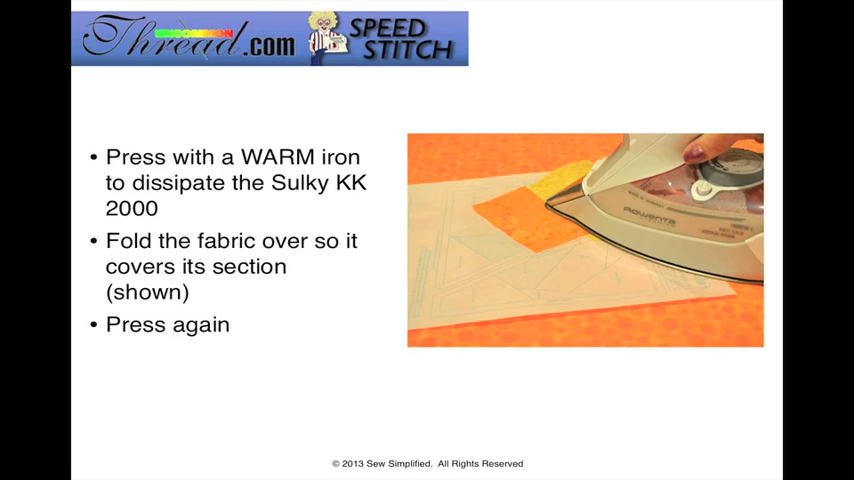 Thread.com
SPEED
STITCH
• Press with a WARM iron
to dissipate the Sulky KK
2000
• Fold the fabric over so it
covers its section
(shown)
• Press again
ROWENTA
© 2013 Sew Simplified. All Rights Reserved